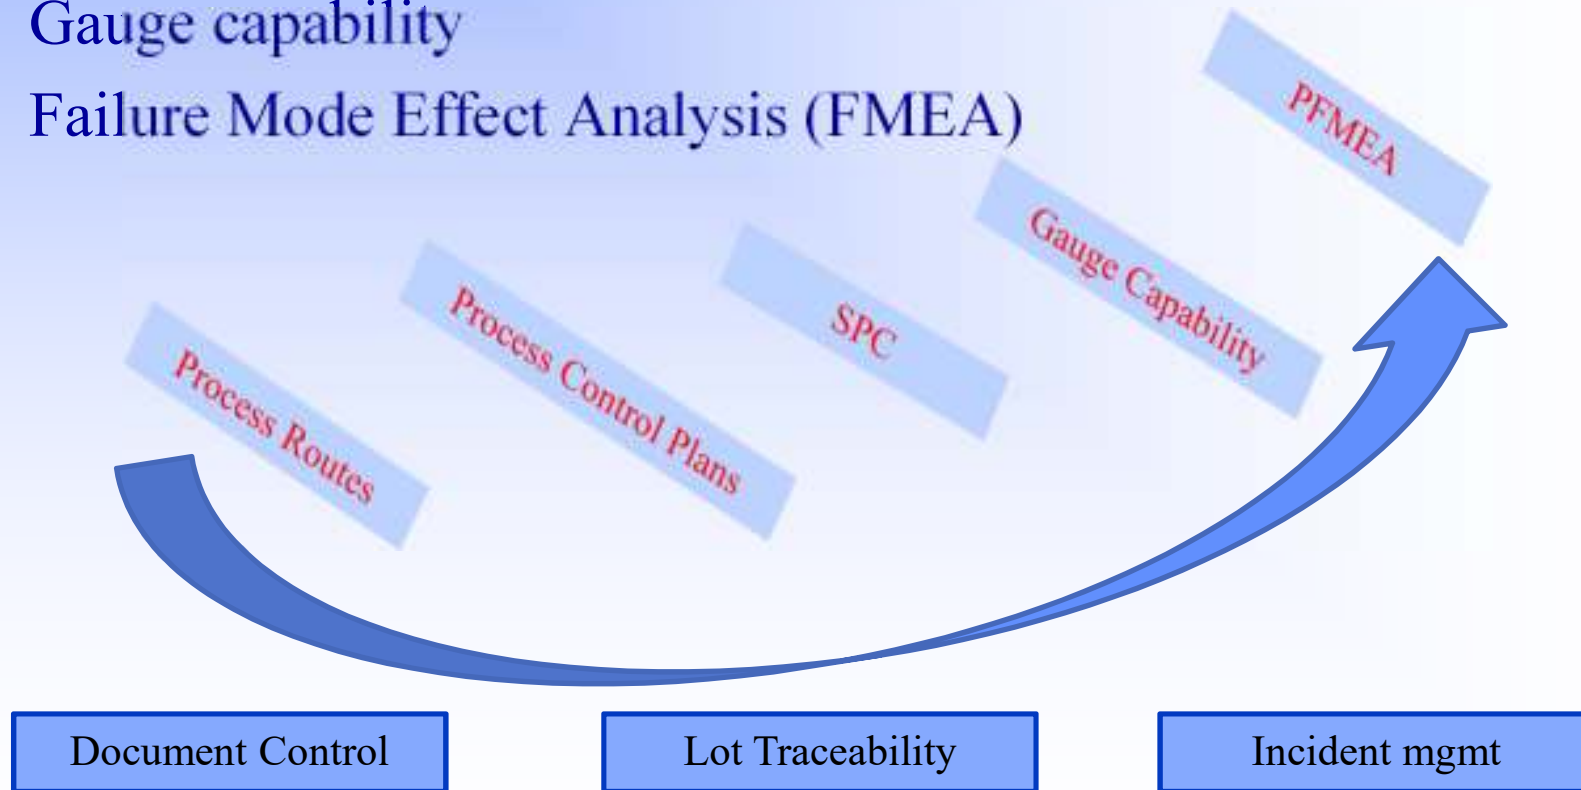 Gauge capability
Failure Mode Effect Analysis (FMEA)
PFMEA
Gauge Capability
SPC
Process Control Plans
Process Routes
Document Control
Lot Traceability
Incident mgmt